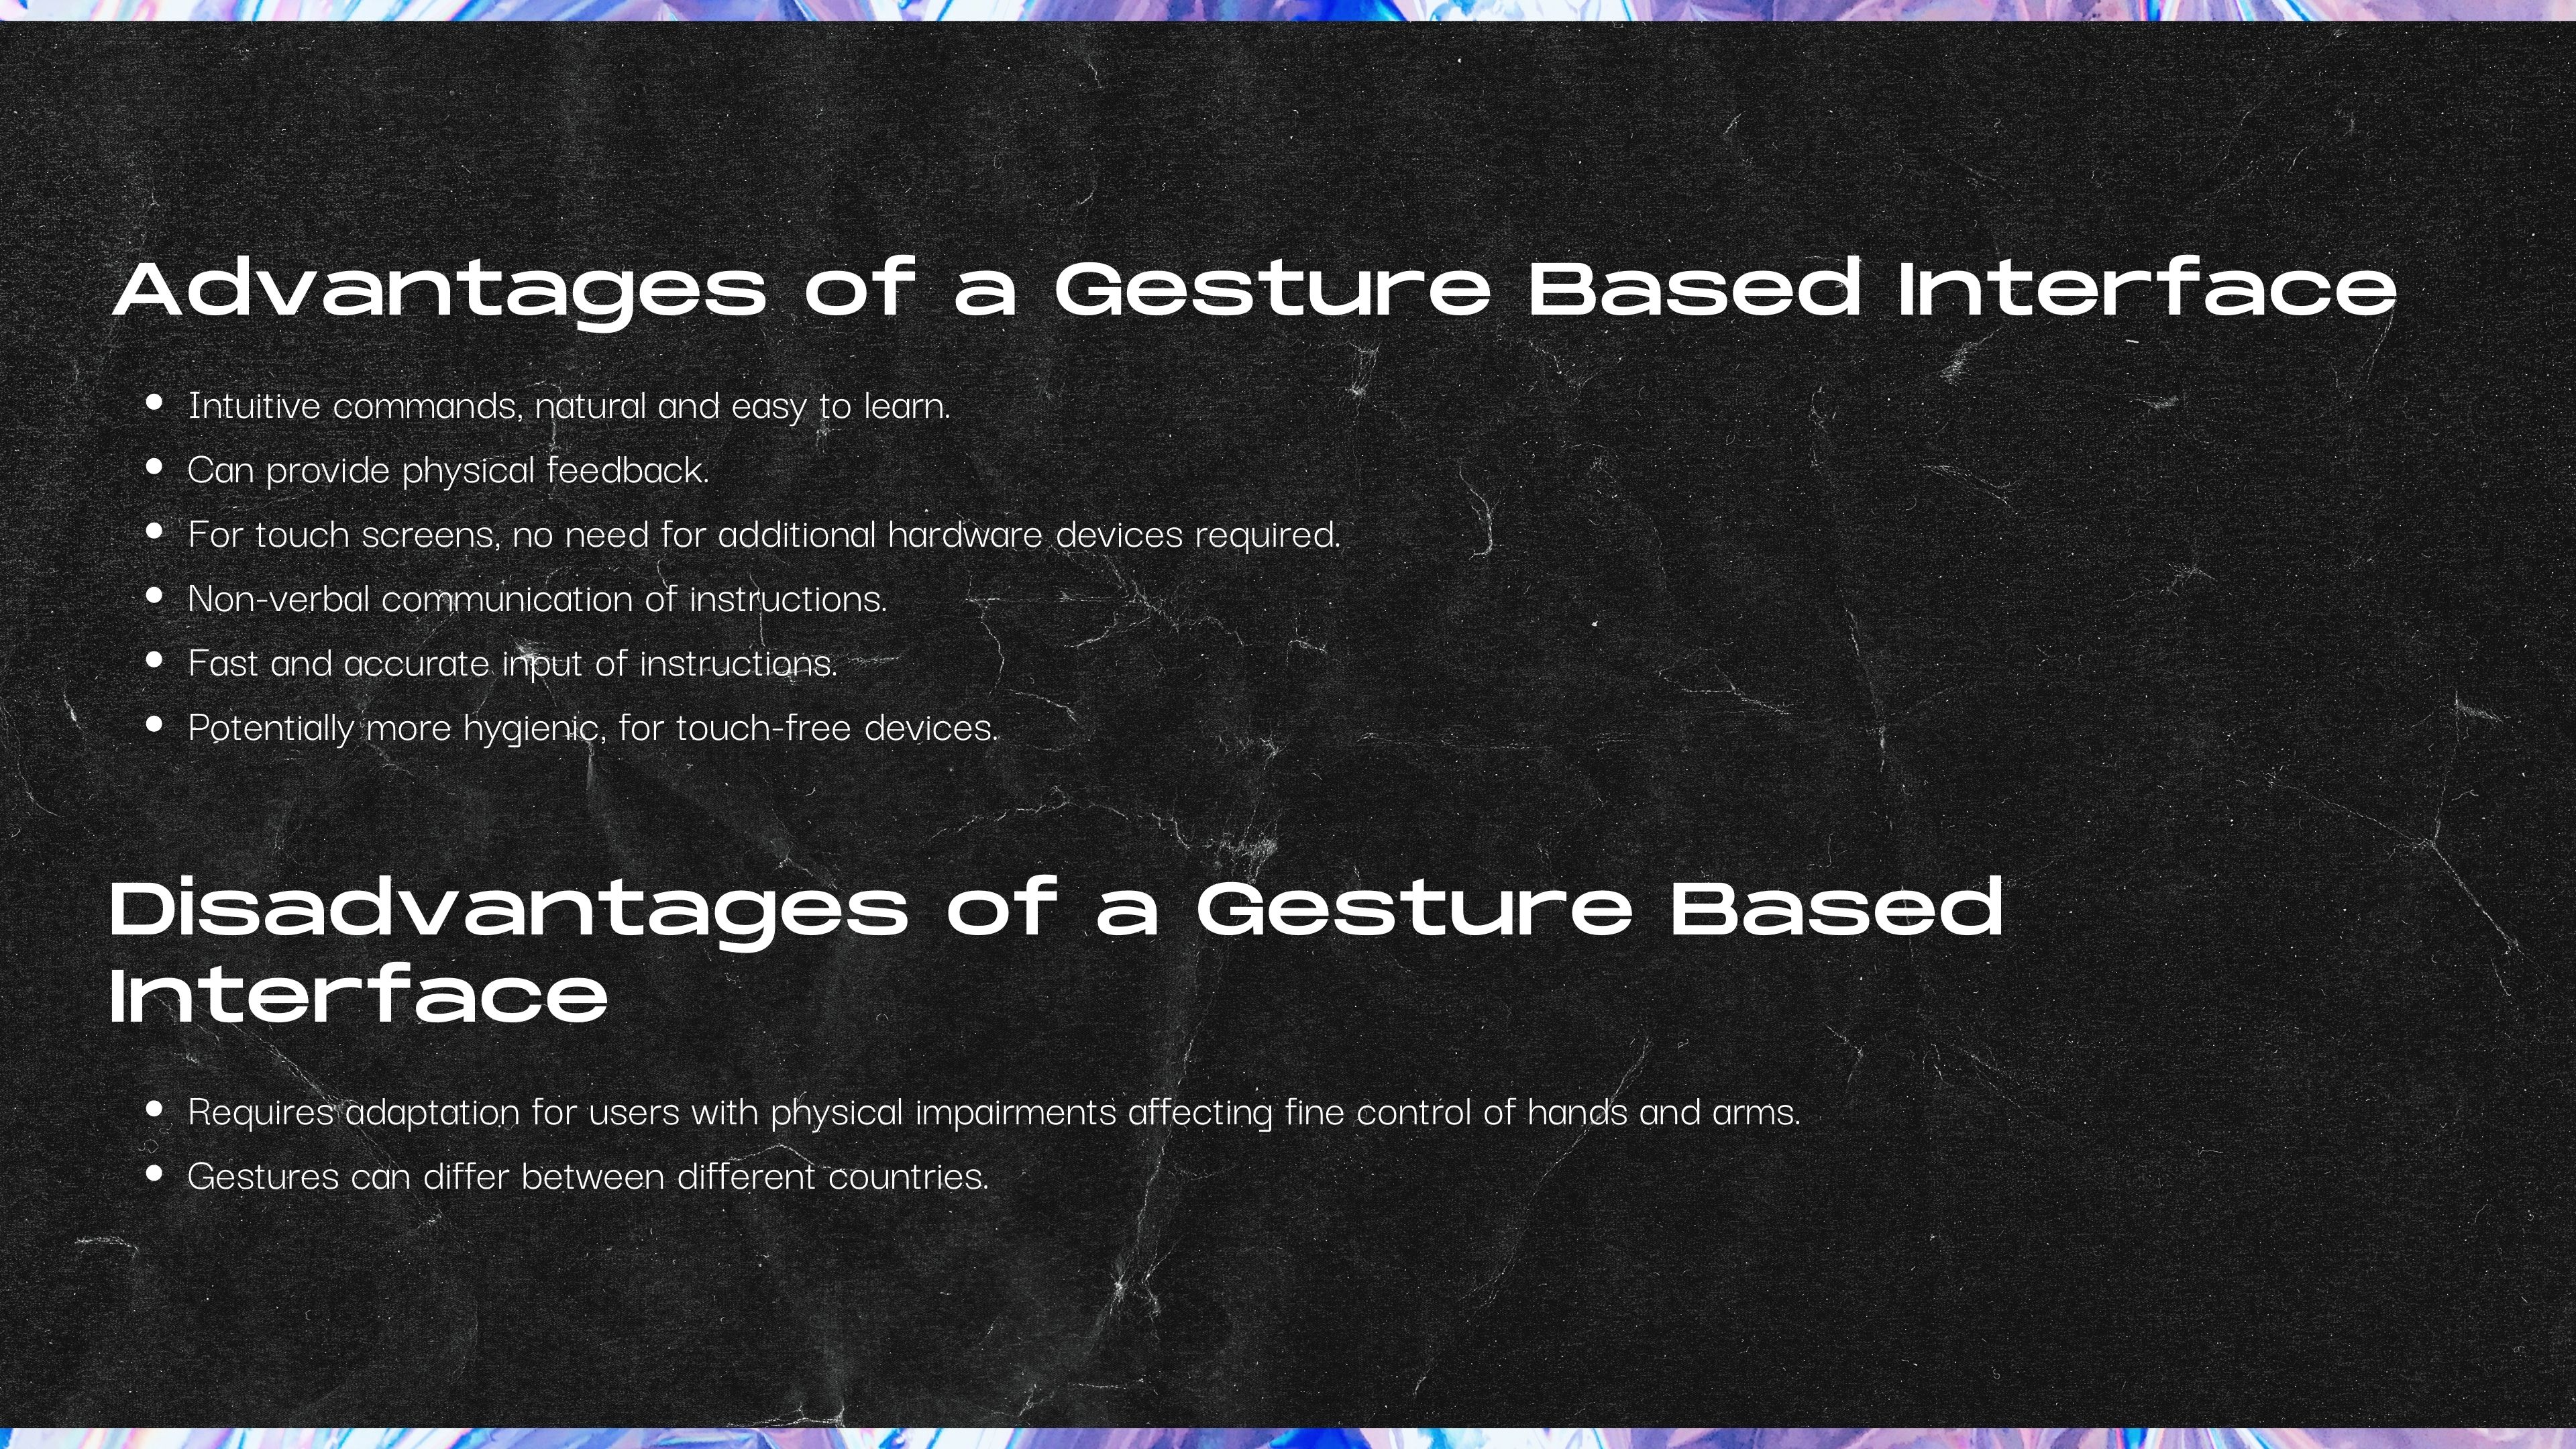 Advantages of a Gesture Based Interface
• Intuitive commands, natural and easy to learn.
• Can provide physical feedback.
• For touch screens, no need for additional hardware devices required.
• Non-verbal communication of instructions.
• Fast and accurate input of instructions.
• Potentially more hygienic, for touch-free devices.
Disadvantages of a Gesture Based
Interface
• Requires adaptation for users with physical impairments affecting fine control of hands and arms.
• Gestures can differ between different countries.